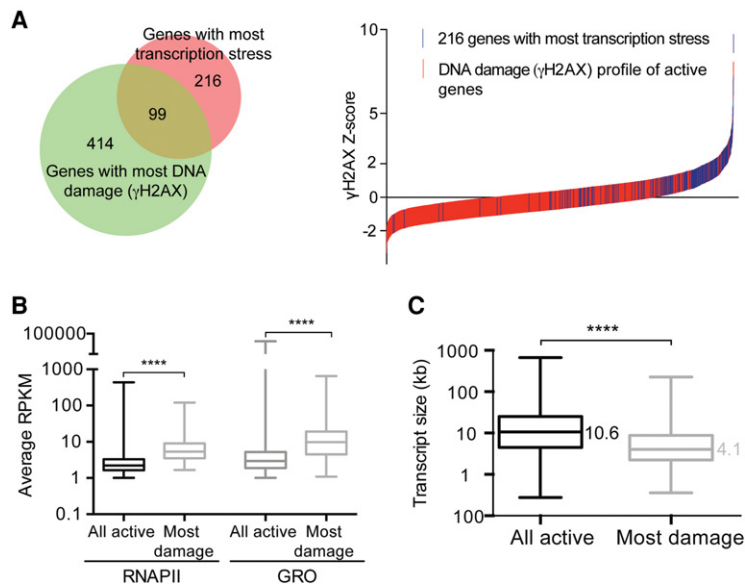 A
Genes with most
transcription stress
216
99
414
Genes with most DNA
damage (γH2AX)
10
5
2
0
-2
γH2AX Z-score
216 genes with most transcription stress
DNA damage (γH2AX) profile of active
genes
B
100000
1000
100
10
1
0.1
Average RPKM
****
****
All active
Most
damage
All active
Most
damage
RNAPII
GRO
C
1000
100
10
1
100
Transcript size (kb)
****
10.6
4.1
All active
Most damage